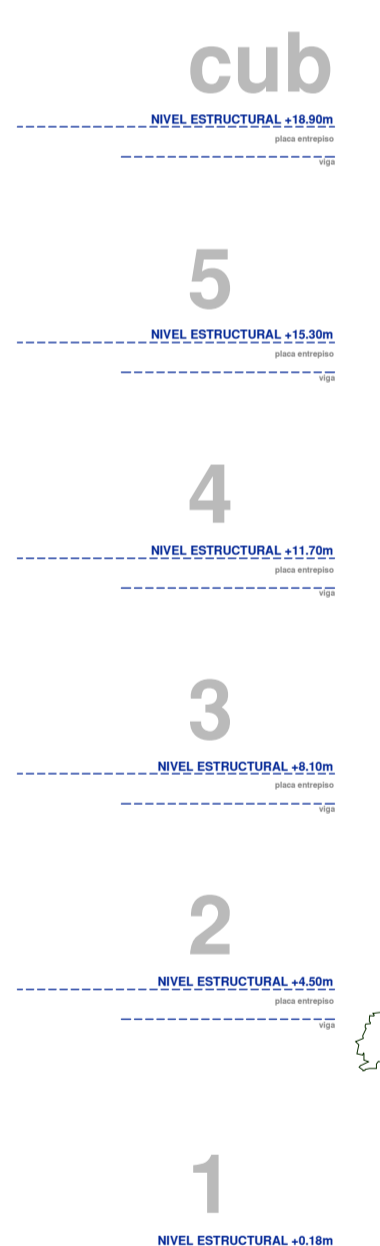 cub
NIVEL ESTRUCTURAL +18.90m
placa entrepiso
viga
5
NIVEL ESTRUCTURAL +15.30m
placa entrepiso
viga
4
NIVEL ESTRUCTURAL +11.70m
placa entrepiso
viga
3
NIVEL ESTRUCTURAL +8.10m
placa entrepiso
viga
2
NIVEL ESTRUCTURAL +4.50m
placa entrepiso
viga
1
NIVEL ESTRUCTURAL +0.18m